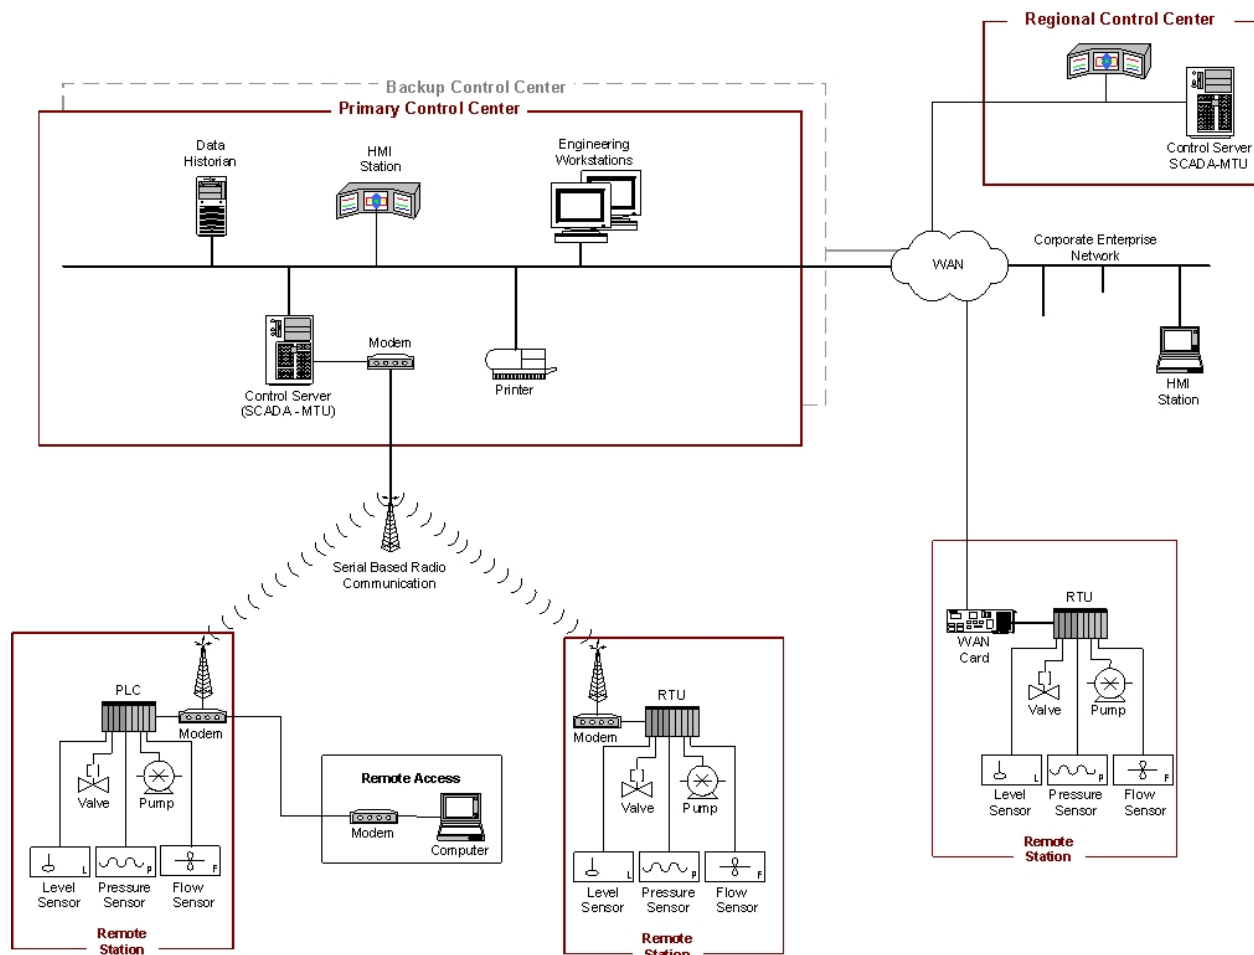 Regional Control Center
Control Server
SCADA-MTU
Backup Control Center
Primary Control Center
Data
Historian
HMI
Station
Engineering
Workstations
Control Server
(SCADA - MTU)
Modem
Printer
WAN
Corporate Enterprise
Network
HMI
Station
Serial Based Radio
Communication
PLC
Modem
Valve
Pump
L
P
F
Level
Sensor
Pressure
Sensor
Flow
Sensor
Remote
Station
Remote Access
Modem
Computer
RTU
Modem
Valve
Pump
L
P
F
Level
Sensor
Pressure
Sensor
Flow
Sensor
Remote
Station
RTU
WAN
Card
Valve
Pump
L
P
F
Level
Sensor
Pressure
Sensor
Flow
Sensor
Remote
Station